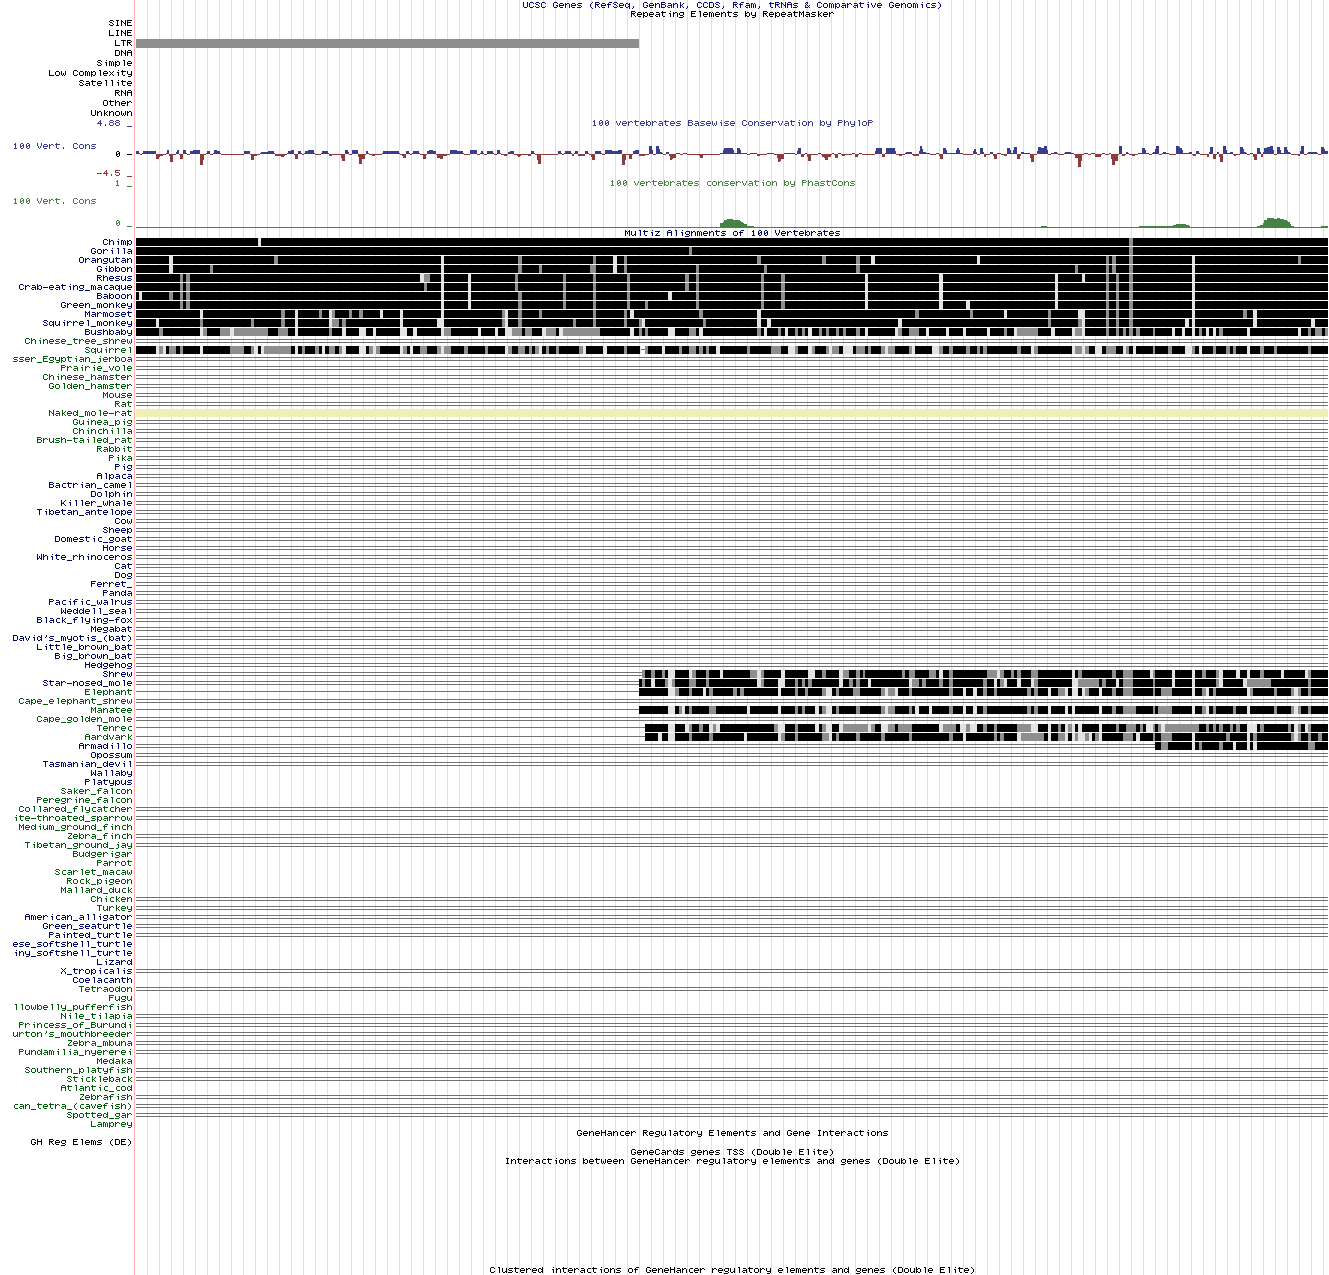 UCSC Genes (RefSeq, GenBank, CCDS, Rfam, tRNAs & Comparative Genomics)
Repeating Elements by RepeatMasker
SINE
LINE
LTR
DNA
Simple
Low Complexity
Satellite
RNA
Other
Unknown
4.88 _
100 vertebrates Basewise Conservation by PhyloP
100 Vert. Cons
0 _
-4.5 _
1 _
100 vertebrates conservation by PhastCons
100 Vert. Cons
0 _
Multiz Alignments of 100 Vertebrates
Chimp
Gorilla
Orangutan
Gibbon
Rhesus
Crab-eating_macaque
Baboon
Green_monkey
Marmoset
Squirrel_monkey
Bushbaby
Chinese_tree_shrew
Squirrel
sser_Egyptian_jerboa
Prairie_vole
Chinese_hamster
Golden_hamster
Mouse
Rat
Naked_mole-rat
Guinea_pig
Chinchilla
Brush-tailed_rat
Rabbit
Pika
Pig
Alpaca
Bactrian_camel
Dolphin
Killer_whale
Tibetan_antelope
Cow
Sheep
Domestic_goat
Horse
White_rhinoceros
Cat
Dog
Ferret_
Panda
Pacific_walrus
Weddell_seal
Black_flying-fox
Megabat
David's_myotis_(bat)
Little_brown_bat
Big_brown_bat
Hedgehog
Shrew
Star-nosed_mole
Elephant
Cape_elephant_shrew
Manatee
Cape_golden_mole
Tenrec
Aardvark
Armadillo
Opossum
Tasmanian_devil
Wallaby
Platypus
Saker_falcon
Peregrine_falcon
Collared_flycatcher
ite-throated_sparrow
Medium_ground_finch
Zebra_finch
Tibetan_ground_jay
Budgerigar
Parrot
Scarlet_macaw
Rock_pigeon
Mallard_duck
Chicken
Turkey
American_alligator
Green_seaturtle
Painted_turtle
ese_softshell_turtle
iny_softshell_turtle
Lizard
X_tropicalis
Coelacanth
Tetraodon
Fugu
llowbelly_pufferfish
Nile_tilapia
Princess_of_Burundi
urton's_mouthbreeder
Zebra_mbuna
Pundamilia_nyererei
Medaka
Southern_platyfish
Stickleback
Atlantic_cod
Zebrafish
can_tetra_(cavefish)
Spotted_gar
Lamprey
GeneHancer Regulatory Elements and Gene Interactions
GH Reg Elems (DE)
GeneCards genes TSS (Double Elite)
Interactions between GeneHancer regulatory elements and genes (Double Elite)
Clustered interactions of GeneHancer regulatory elements and genes (Double Elite)